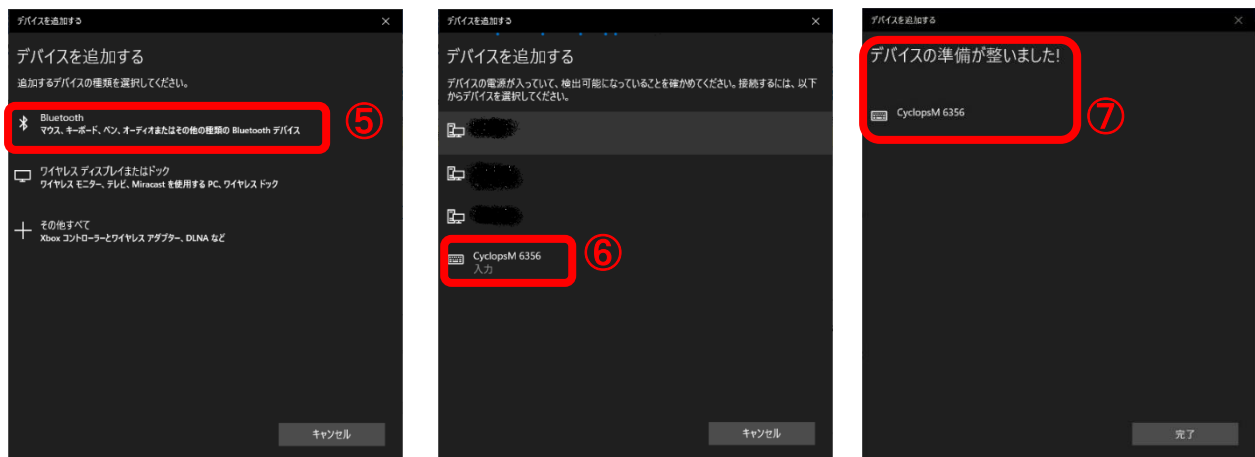 デバイスを追加する
デバイスを追加する
追加するデバイスの種類を選択してください。
Bluetooth
マウス、キーボード、ペン、オーディオまたはその他の種類の Bluetooth デバイス
⑤
ワイヤレス ディスプレイまたはドック
ワイヤレス モニター、テレビ、Miracast を使用する PC、ワイヤレス ドック
その他すべて
Xbox コントローラーとワイヤレス アダプター、DLNA など
キャンセル
デバイスを追加する
デバイスを追加する
デバイスの電源が入っていて、検出可能になっていることを確かめてください。接続するには、以下
からデバイスを選択してください。
CyclopsM 6356
入力
⑥
キャンセル
デバイスを追加する
デバイスの準備が整いました!
CyclopsM 6356
⑦
完了